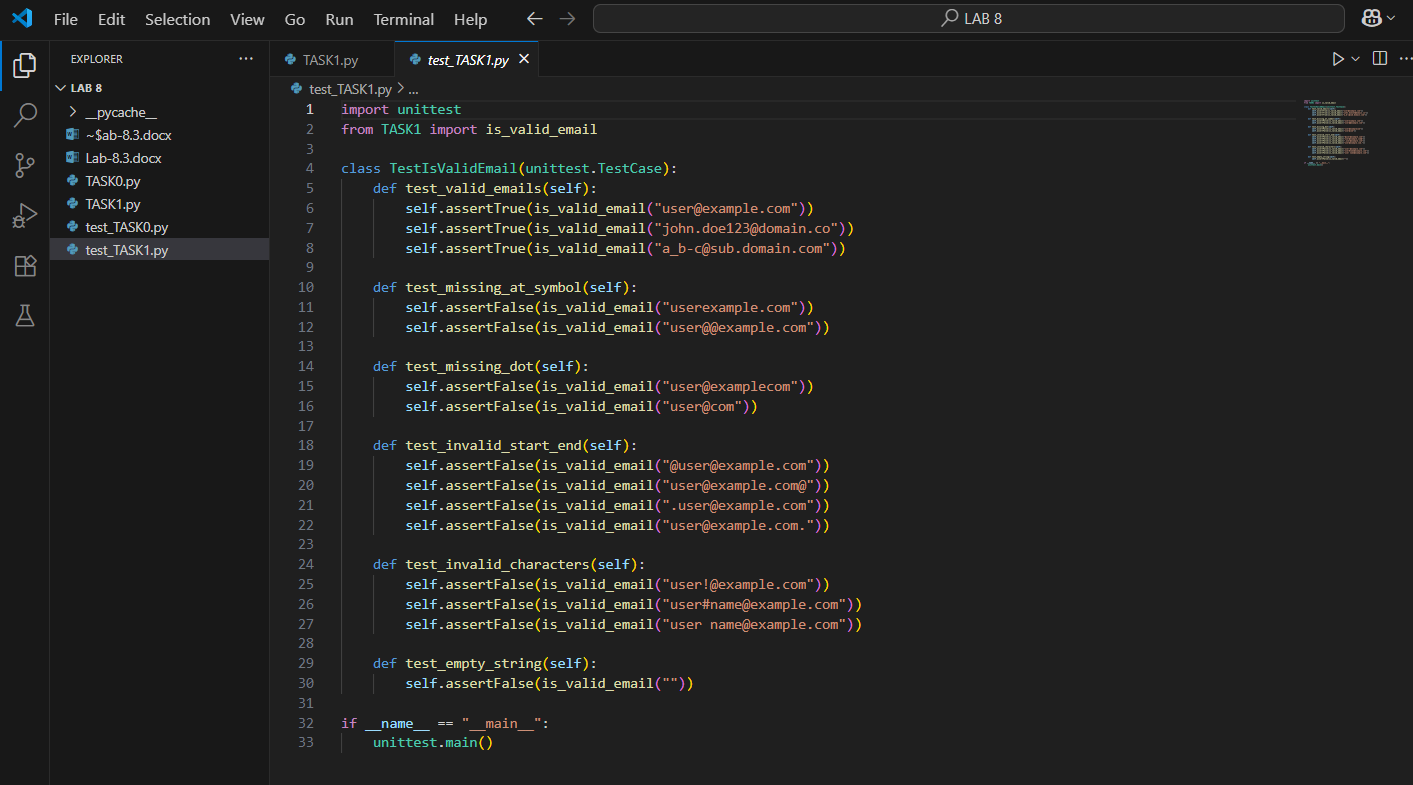 File Edit Selection View Go Run Terminal Help
LAB 8
EXPLORER
LAB 8
__pycache__
~$ab-8.3.docx
Lab-8.3.docx
TASK0.py
TASK1.py
test_TASK0.py
test_TASK1.py
TASK1.py
test_TASK1.py
test_TASK1.py > ...
1 import unittest
2 from TASK1 import is_valid_email
3
4 class TestIsValidEmail(unittest.TestCase):
5     def test_valid_emails(self):
6         self.assertTrue(is_valid_email("user@example.com"))
7         self.assertTrue(is_valid_email("john.doe123@domain.co"))
8         self.assertTrue(is_valid_email("a_b-c@sub.domain.com"))
9
10     def test_missing_at_symbol(self):
11         self.assertFalse(is_valid_email("userexample.com"))
12         self.assertFalse(is_valid_email("user@@example.com"))
13
14     def test_missing_dot(self):
15         self.assertFalse(is_valid_email("user@examplecom"))
16         self.assertFalse(is_valid_email("user@com"))
17
18     def test_invalid_start_end(self):
19         self.assertFalse(is_valid_email("@user@example.com"))
20         self.assertFalse(is_valid_email("user@example.com@"))
21         self.assertFalse(is_valid_email(".user@example.com"))
22         self.assertFalse(is_valid_email("user@example.com."))
23
24     def test_invalid_characters(self):
25         self.assertFalse(is_valid_email("user!@example.com"))
26         self.assertFalse(is_valid_email("user#name@example.com"))
27         self.assertFalse(is_valid_email("user name@example.com"))
28
29     def test_empty_string(self):
30         self.assertFalse(is_valid_email(""))
31
32 if __name__ == "__main__":
33     unittest.main()